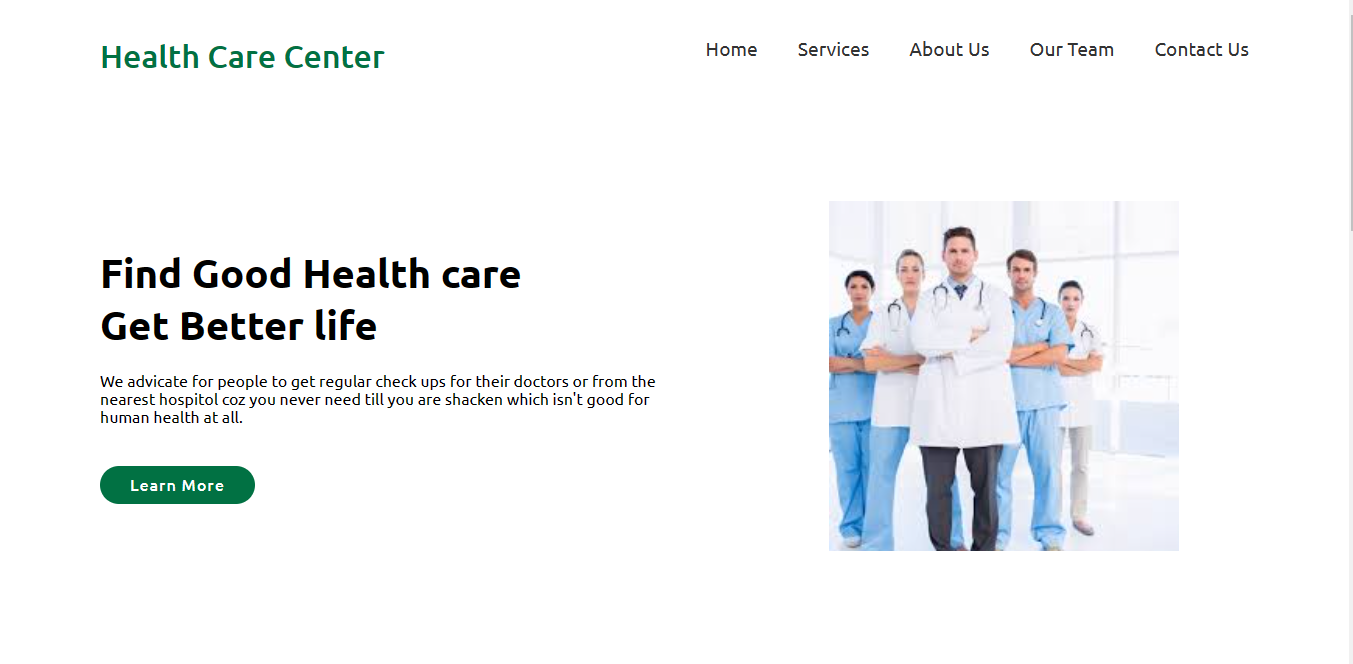 Health Care Center
Home Services About Us Our Team Contact Us
Find Good Health care
Get Better life
We advicate for people to get regular check ups for their doctors or from the
nearest hospitol coz you never need till you are shacken which isn't good for
human health at all.
Learn More